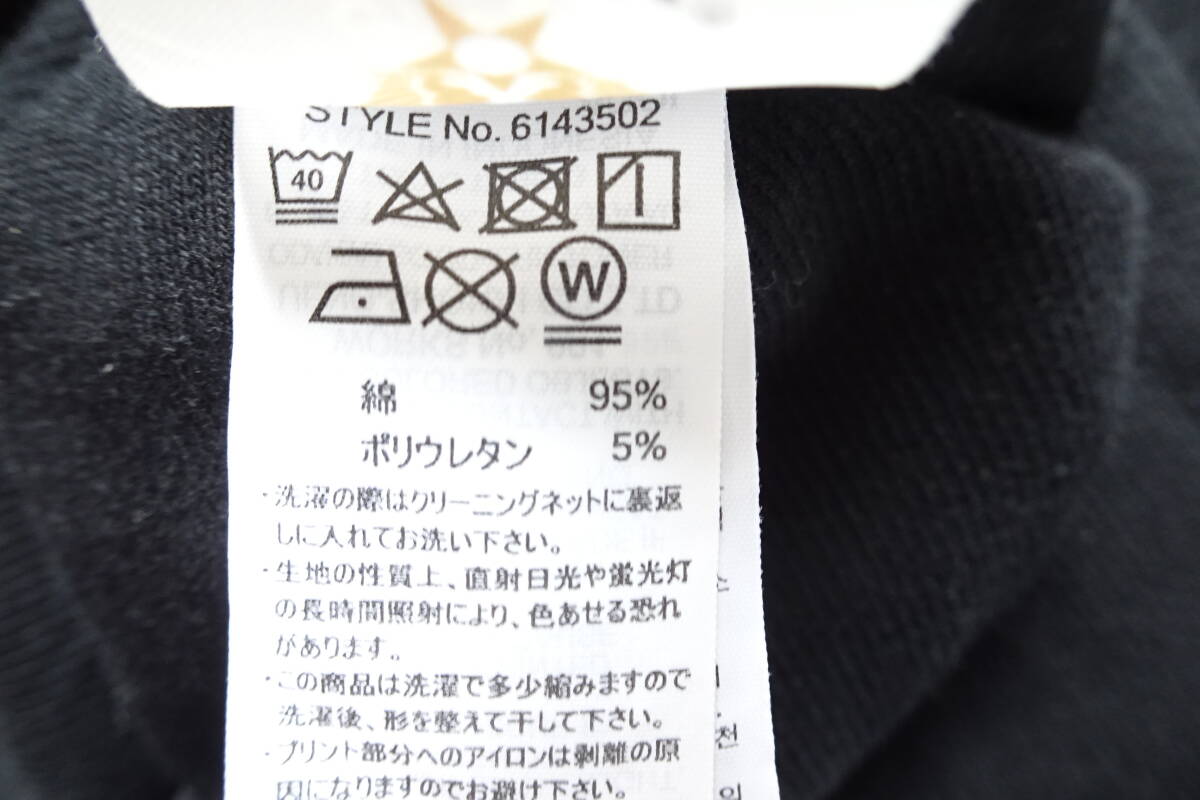 STYLE No. 6143502
40
W
綿 95%
ポリウレタン 5%
・洗濯の際はクリーニングネットに裏返
しに入れてお洗い下さい。
・生地の性質上、直射日光や蛍光灯
の長時間照射により、色あせる恐れ
があります。
・この商品は洗濯で多少縮みますので
洗濯後、形を整えて干して下さい。
・プリント部分へのアイロンは剥離の原
因になりますのでお避け下さい。
소
전